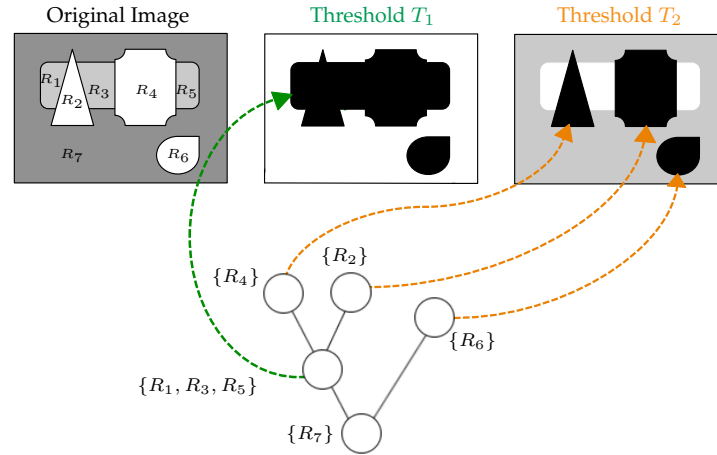 Original Image
Threshold T₁
Threshold T₂
R₁
R₂
R₃
R₄
R₅
R₇
R₆
{R₄}
{R₂}
{R₆}
{R₁, R₃, R₅}
{R₇}